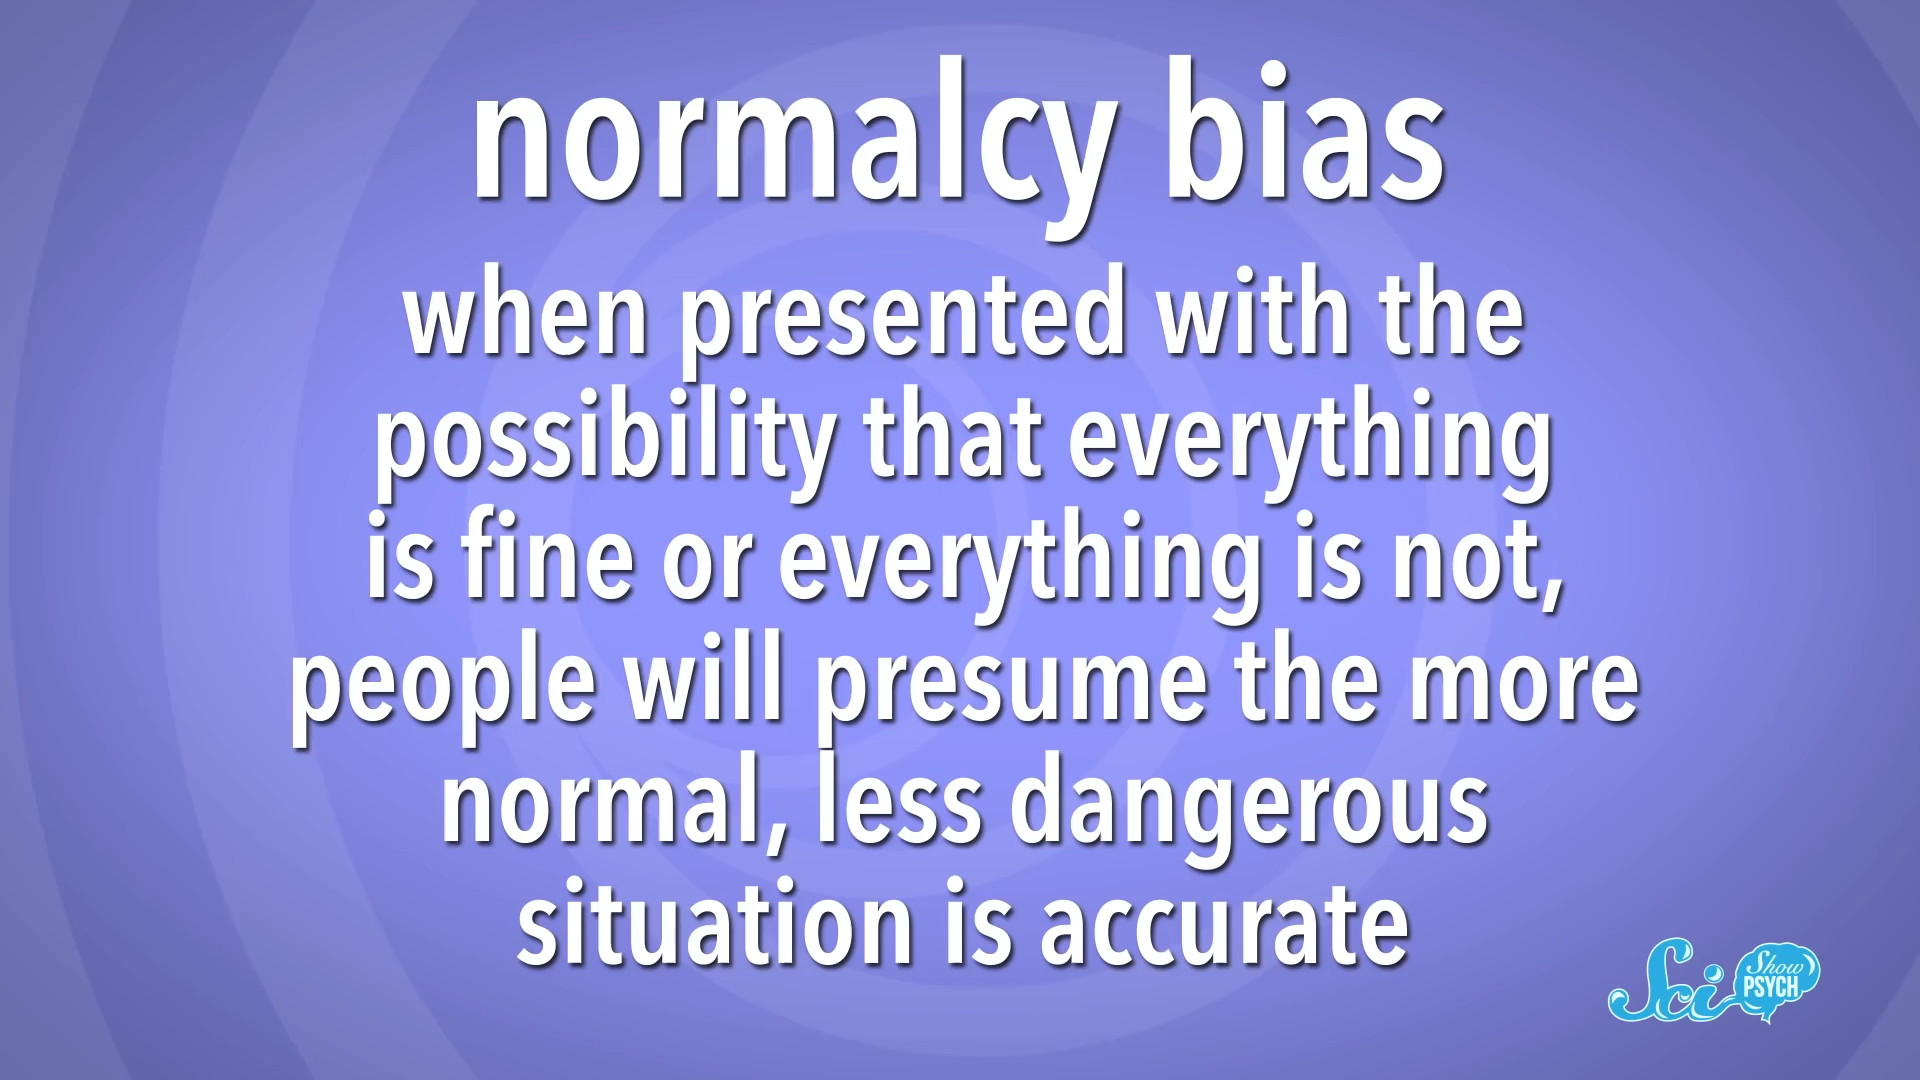 normalcy bias
when presented with the
possibility that everything
is fine or everything is not,
people will presume the more
normal, less dangerous
situation is accurate
Sci Show
PSYCH